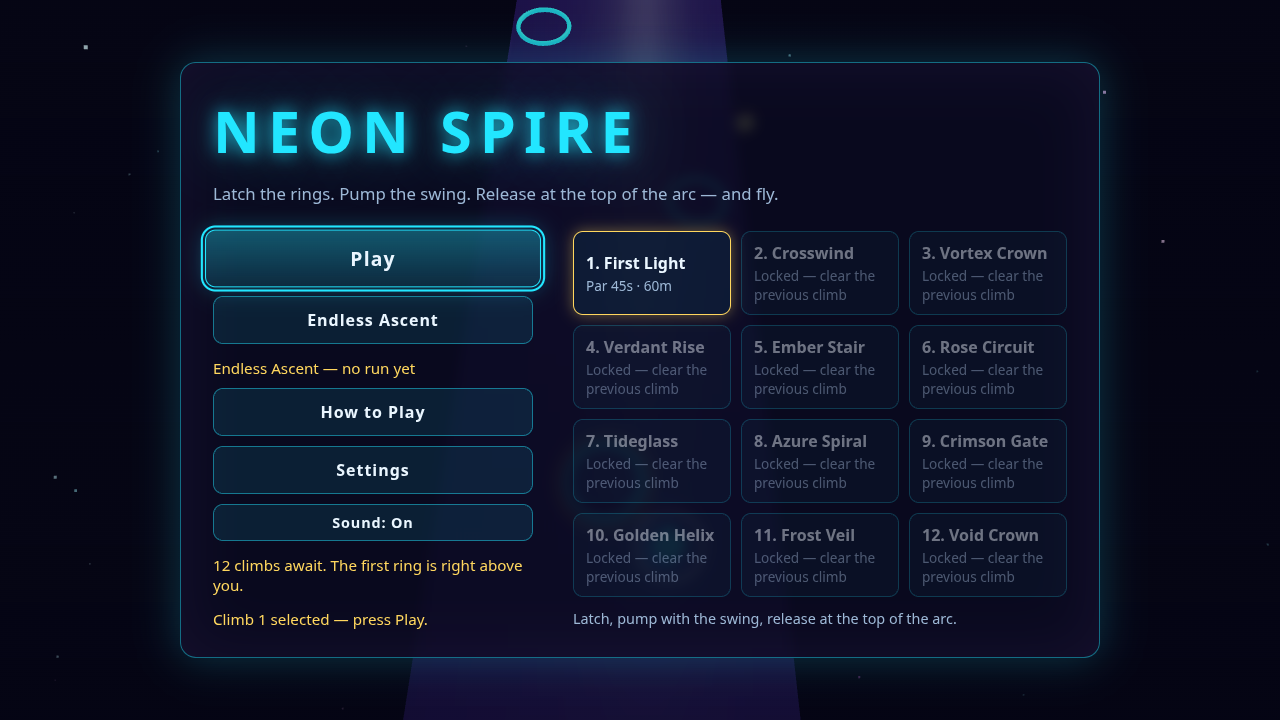 NEON SPIRE
Latch the rings. Pump the swing. Release at the top of the arc — and fly.
Play
Endless Ascent
Endless Ascent — no run yet
How to Play
Settings
Sound: On
12 climbs await. The first ring is right above
you.
Climb 1 selected — press Play.
1. First Light
Par 45s · 60m
2. Crosswind
Locked — clear the
previous climb
3. Vortex Crown
Locked — clear the
previous climb
4. Verdant Rise
Locked — clear the
previous climb
5. Ember Stair
Locked — clear the
previous climb
6. Rose Circuit
Locked — clear the
previous climb
7. Tideglass
Locked — clear the
previous climb
8. Azure Spiral
Locked — clear the
previous climb
9. Crimson Gate
Locked — clear the
previous climb
10. Golden Helix
Locked — clear the
previous climb
11. Frost Veil
Locked — clear the
previous climb
12. Void Crown
Locked — clear the
previous climb
Latch, pump with the swing, release at the top of the arc.